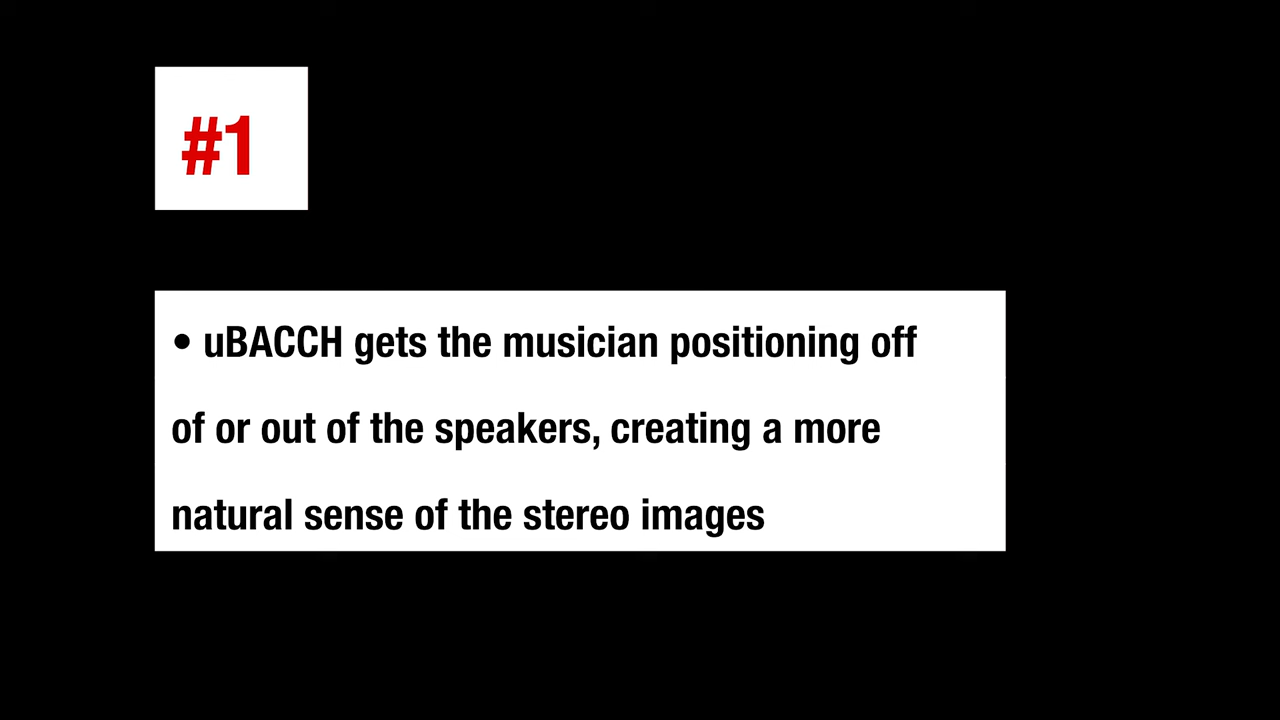 #1
• uBACCH gets the musician positioning off
of or out of the speakers, creating a more
natural sense of the stereo images